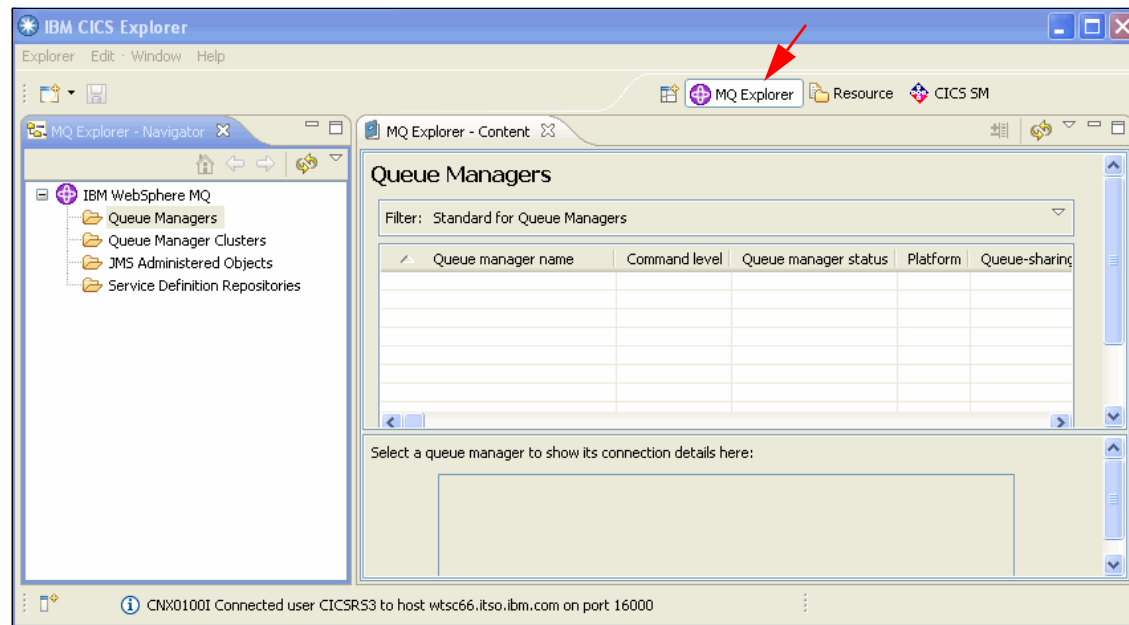 IBM CICS Explorer
Explorer Edit Window Help
MQ Explorer Resource CICS SM
MQ Explorer - Navigator
MQ Explorer - Content
IBM WebSphere MQ
Queue Managers
Queue Manager Clusters
JMS Administered Objects
Service Definition Repositories
Queue Managers
Filter: Standard for Queue Managers
Queue manager name Command level Queue manager status Platform Queue-sharing
Select a queue manager to show its connection details here:
CNX0100I Connected user CICSRS3 to host wtsc66.itso.ibm.com on port 16000